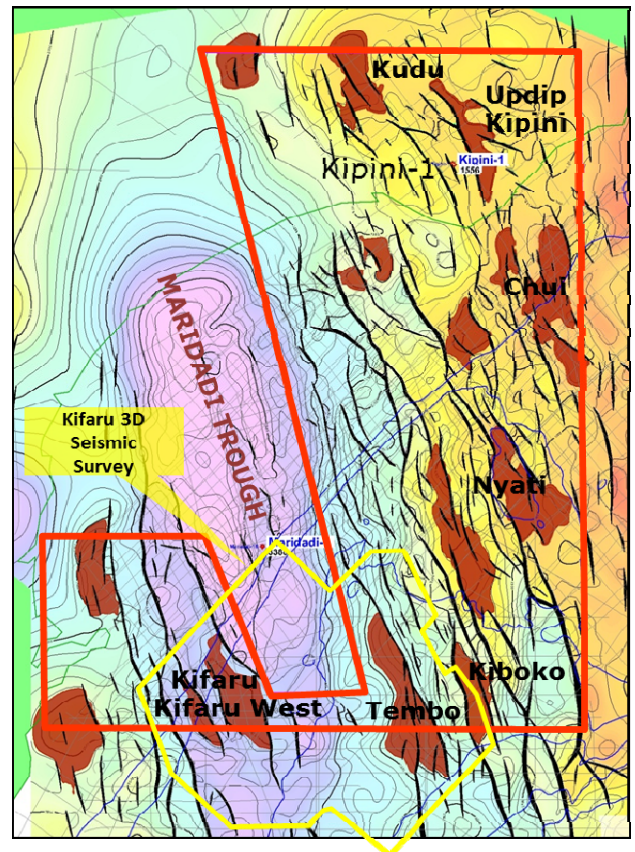 Kudu
Updip
Kipini
Kipini-1
Kipini-1
1556
Chui
MARIDADI TROUGH
Kifaru 3D
Seismic
Survey
Nyati
Maridadi-
Kifaru
Kifaru West
Tembo
Kiboko